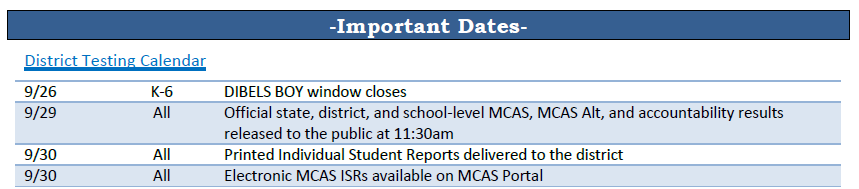 -Important Dates-
District Testing Calendar
9/26 K-6 DIBELS BOY window closes
9/29 All Official state, district, and school-level MCAS, MCAS Alt, and accountability results
released to the public at 11:30am
9/30 All Printed Individual Student Reports delivered to the district
9/30 All Electronic MCAS ISRs available on MCAS Portal